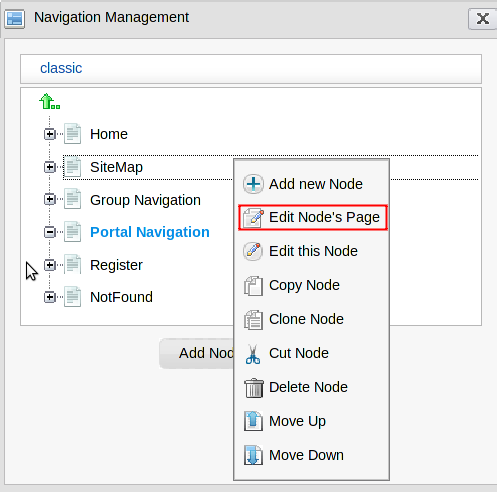 Navigation Management
classic
Home
SiteMap
Group Navigation
Portal Navigation
Register
NotFound
Add new Node
Edit Node's Page
Edit this Node
Copy Node
Clone Node
Cut Node
Delete Node
Move Up
Move Down
Add